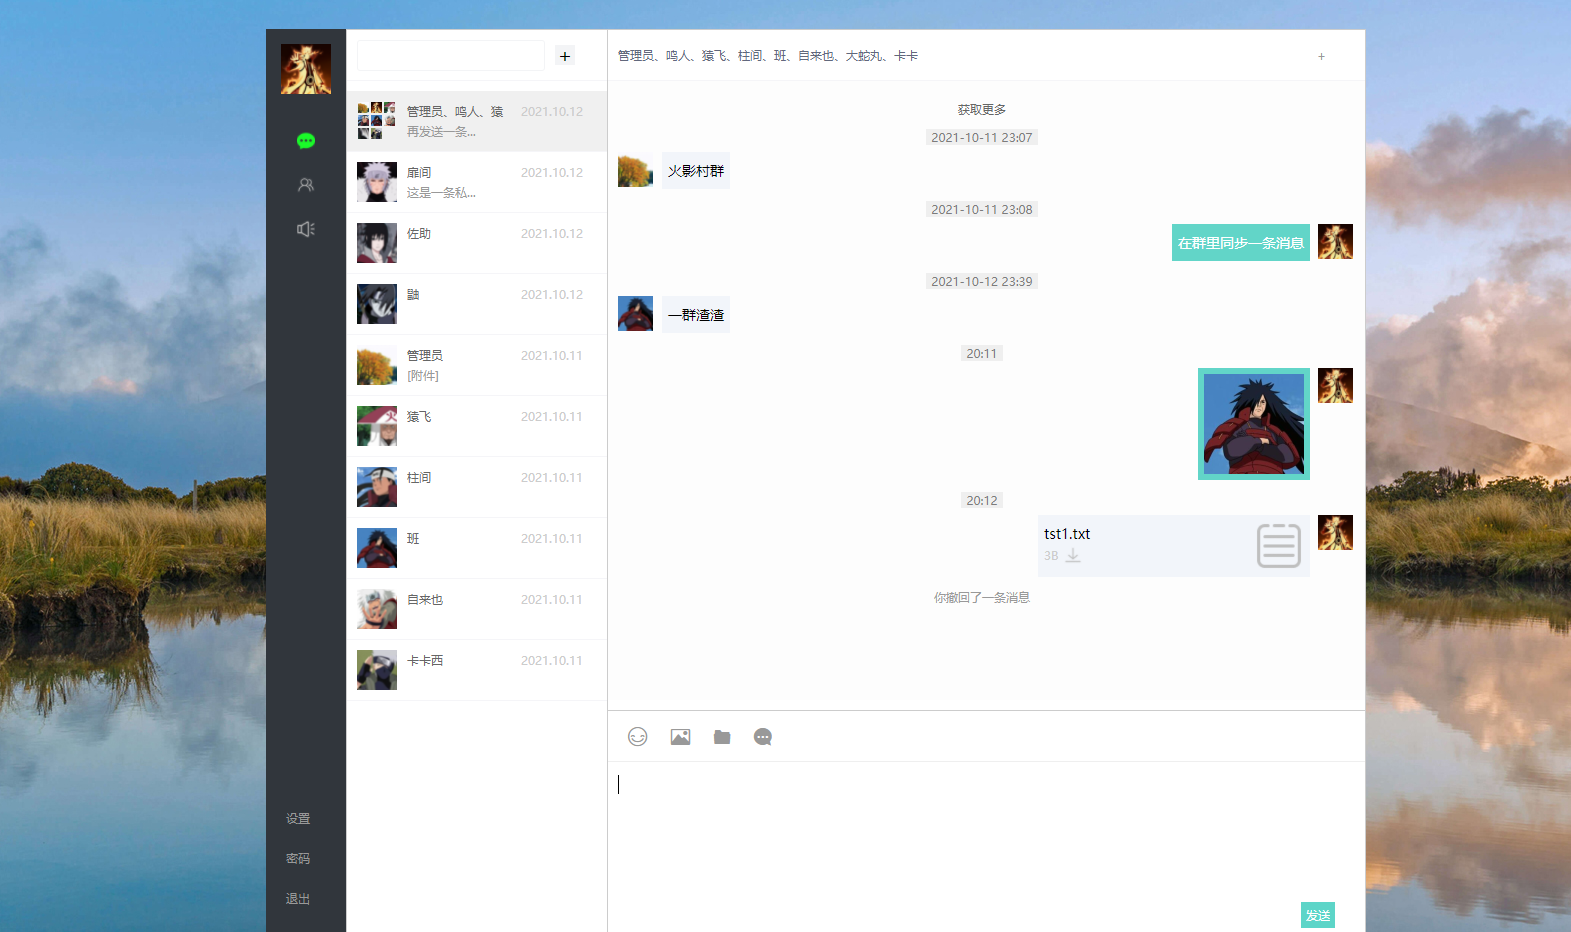 +
管理员、鸣人、猿
2021.10.12
再发送一条...
扉间
2021.10.12
这是一条私...
佐助
2021.10.12
鼬
2021.10.12
管理员
2021.10.11
[附件]
猿飞
2021.10.11
柱间
2021.10.11
班
2021.10.11
自来也
2021.10.11
卡卡西
2021.10.11
设置
密码
退出
管理员、鸣人、猿飞、柱间、班、自来也、大蛇丸、卡卡
+
获取更多
2021-10-11 23:07
火影村群
2021-10-11 23:08
在群里同步一条消息
2021-10-12 23:39
一群渣渣
20:11
20:12
tst1.txt
3B
你撤回了一条消息
发送